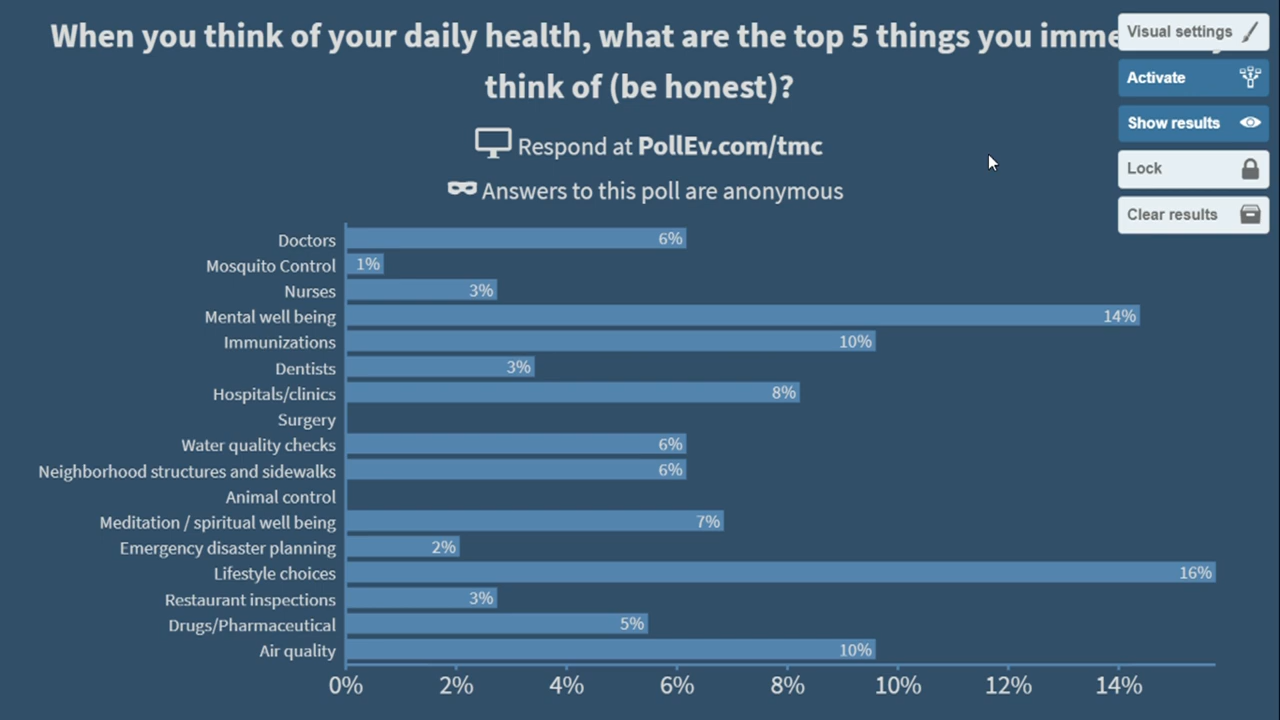 When you think of your daily health, what are the top 5 things you imme
think of (be honest)?
Respond at PollEv.com/tmc
Answers to this poll are anonymous
Visual settings
Activate
Show results
Lock
Clear results
Doctors 6%
Mosquito Control 1%
Nurses 3%
Mental well being 14%
Immunizations 10%
Dentists 3%
Hospitals/clinics 8%
Surgery
Water quality checks 6%
Neighborhood structures and sidewalks 6%
Animal control
Meditation / spiritual well being 7%
Emergency disaster planning 2%
Lifestyle choices 16%
Restaurant inspections 3%
Drugs/Pharmaceutical 5%
Air quality 10%
0% 2% 4% 6% 8% 10% 12% 14%